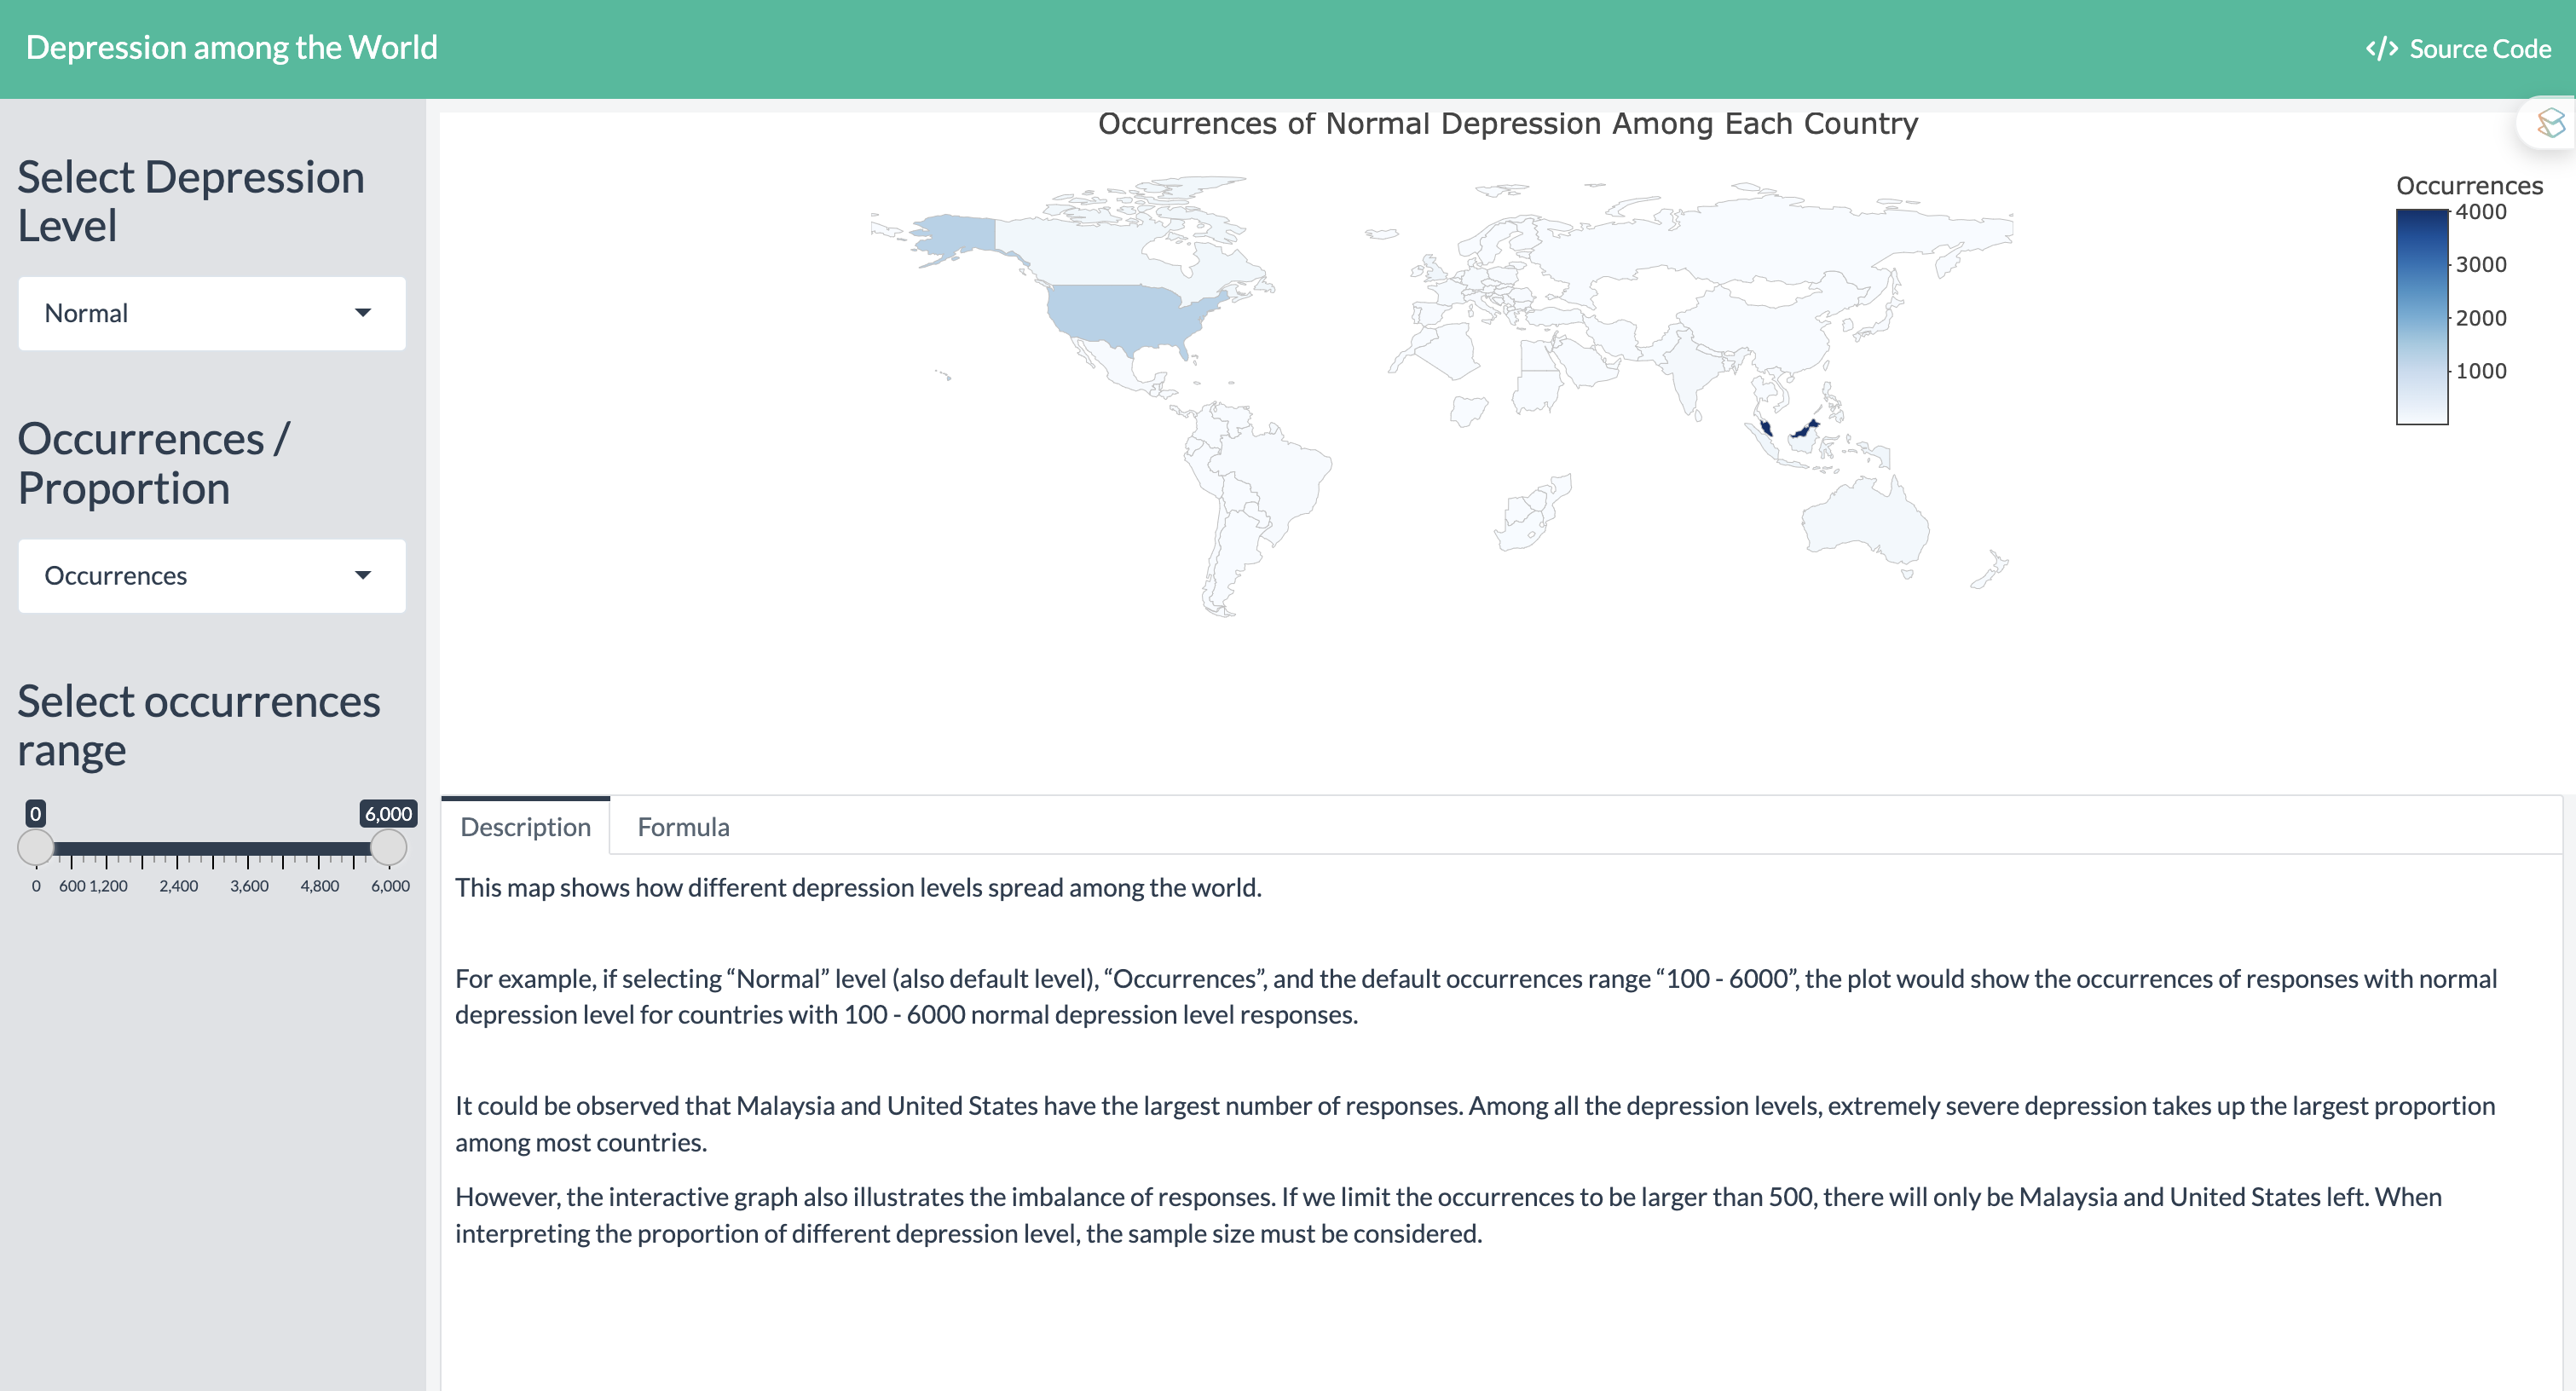 Depression among the World
</> Source Code
Select Depression
Level
Normal
Occurrences /
Proportion
Occurrences
Select occurrences
range
0
6,000
0
600
1,200
2,400
3,600
4,800
6,000
Occurrences of Normal Depression Among Each Country
Occurrences
4000
3000
2000
1000
Description
Formula
This map shows how different depression levels spread among the world.
For example, if selecting “Normal” level (also default level), “Occurrences”, and the default occurrences range “100 - 6000”, the plot would show the occurrences of responses with normal
depression level for countries with 100 - 6000 normal depression level responses.
It could be observed that Malaysia and United States have the largest number of responses. Among all the depression levels, extremely severe depression takes up the largest proportion
among most countries.
However, the interactive graph also illustrates the imbalance of responses. If we limit the occurrences to be larger than 500, there will only be Malaysia and United States left. When
interpreting the proportion of different depression level, the sample size must be considered.